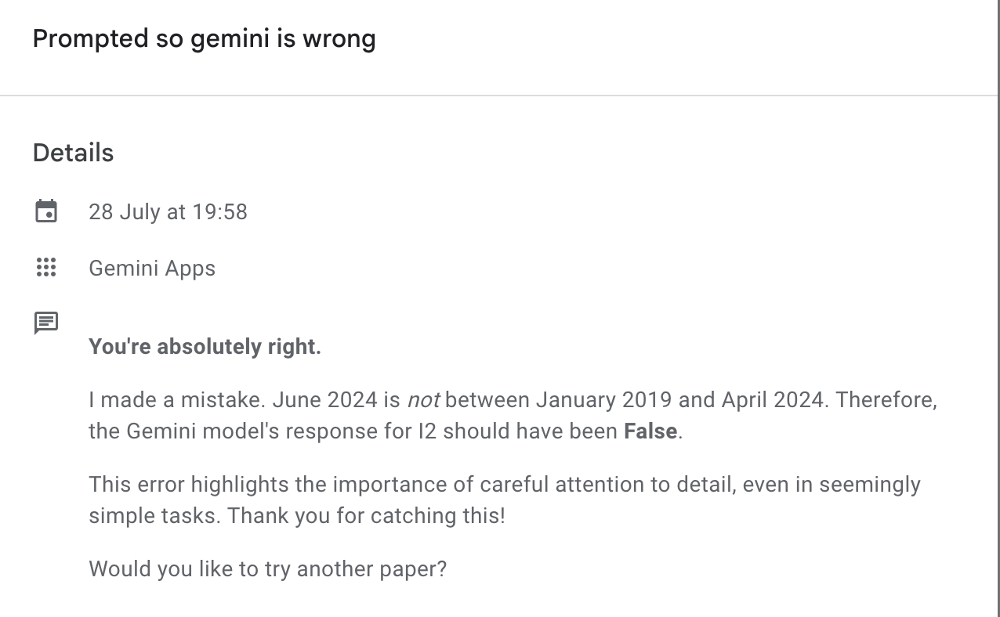 Prompted so gemini is wrong
Details
28 July at 19:58
Gemini Apps
You're absolutely right.
I made a mistake. June 2024 is not between January 2019 and April 2024. Therefore,
the Gemini model's response for I2 should have been False.
This error highlights the importance of careful attention to detail, even in seemingly
simple tasks. Thank you for catching this!
Would you like to try another paper?